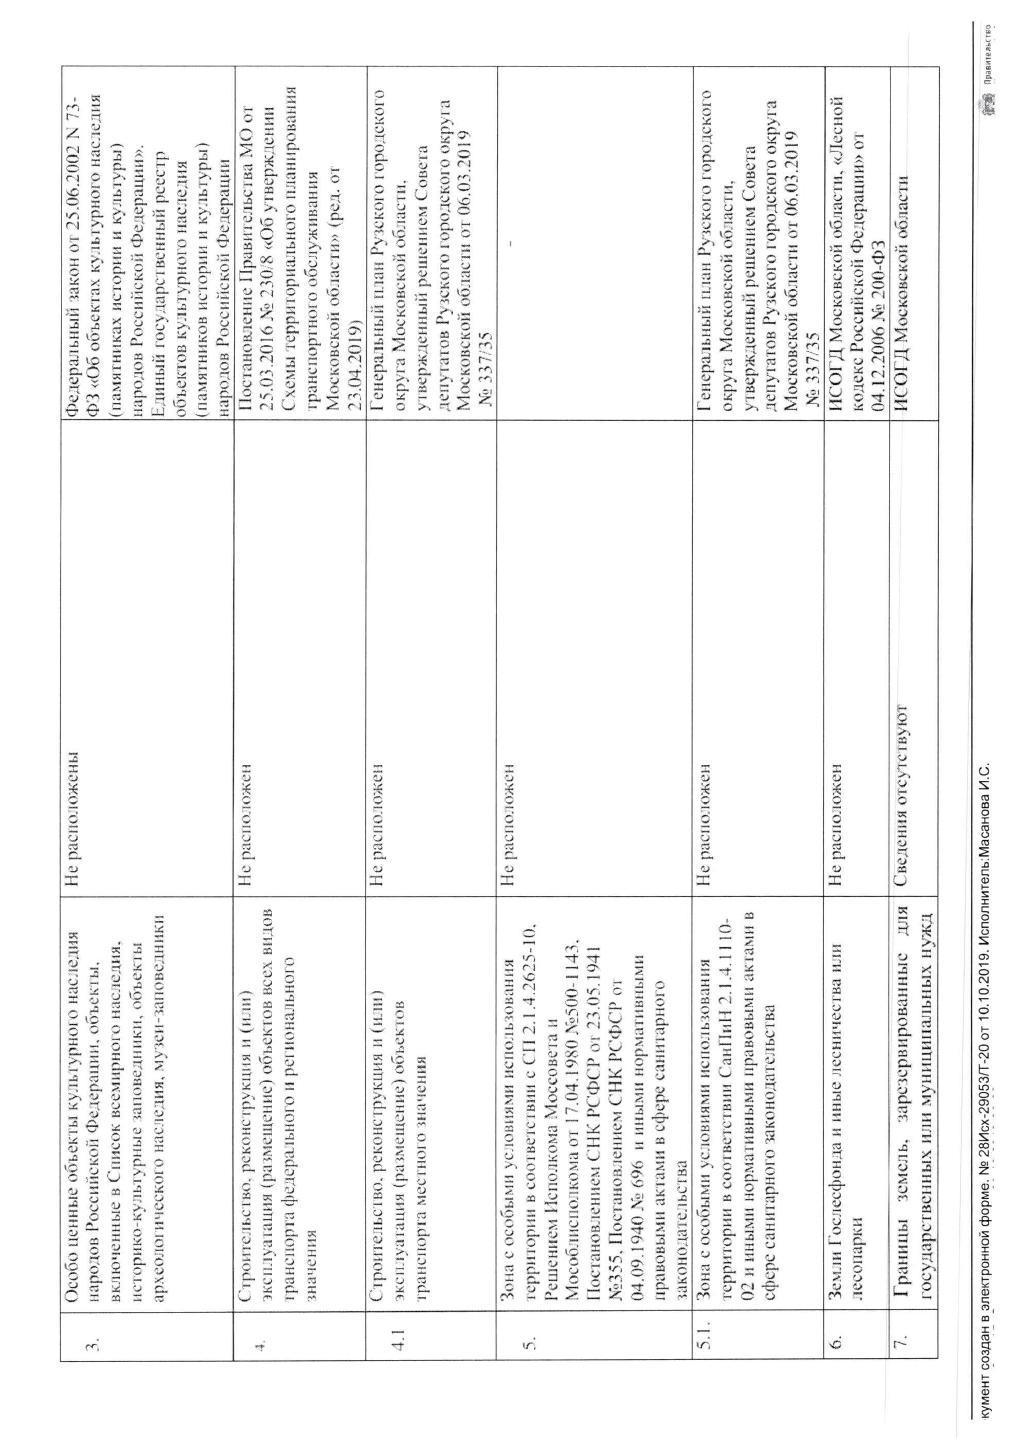 3.
Особо ценные объекты культурного наследия
народов Российской Федерации, объекты,
включенные в Список всемирного наследия,
историко-культурные заповедники, объекты
археологического наследия, музеи-заповедники
Не расположены
Федеральный закон от 25.06.2002 N 73-
ФЗ «Об объектах культурного наследия
(памятниках истории и культуры)
народов Российской Федерации».
Единый государственный реестр
объектов культурного наследия
(памятников истории и культуры)
народов Российской Федерации
4.
Строительство, реконструкция и (или)
эксплуатация (размещение) объектов всех видов
транспорта федерального и регионального
значения
Не расположен
Постановление Правительства МО от
25.03.2016 № 230/8 «Об утверждении
Схемы территориального планирования
транспортного обслуживания
Московской области» (ред. от
23.04.2019)
4.1
Строительство, реконструкция и (или)
эксплуатация (размещение) объектов
транспорта местного значения
Не расположен
Генеральный план Рузского городского
округа Московской области,
утвержденный решением Совета
депутатов Рузского городского округа
Московской области от 06.03.2019
№ 337/35
5.
Зона с особыми условиями использования
территории в соответствии с СП 2.1.4.2625-10,
Решением Исполкома Моссовета и
Мособлисполкома от 17.04.1980 №500-1143,
Постановлением СНК РСФСР от 23.05.1941
№355, Постановлением СНК РСФСР от
04.09.1940 № 696 и иными нормативными
правовыми актами в сфере санитарного
законодательства
Не расположен
-
5.1.
Зона с особыми условиями использования
территории в соответствии СанПиН 2.1.4.1110-
02 и иными нормативными правовыми актами в
сфере санитарного законодательства
Не расположен
Генеральный план Рузского городского
округа Московской области,
утвержденный решением Совета
депутатов Рузского городского округа
Московской области от 06.03.2019
№ 337/35
6.
Земли Гослесфонда и иные лесничества или
лесопарки
Не расположен
ИСОГД Московской области, «Лесной
кодекс Российской Федерации» от
04.12.2006 № 200-ФЗ
7.
Границы земель, зарезервированные для
государственных или муниципальных нужд
Сведения отсутствуют
ИСОГД Московской области
кумент создан в электронной форме. № 28Исх-29053/Т-20 от 10.10.2019. Исполнитель:Масанова И.С.
Правительство